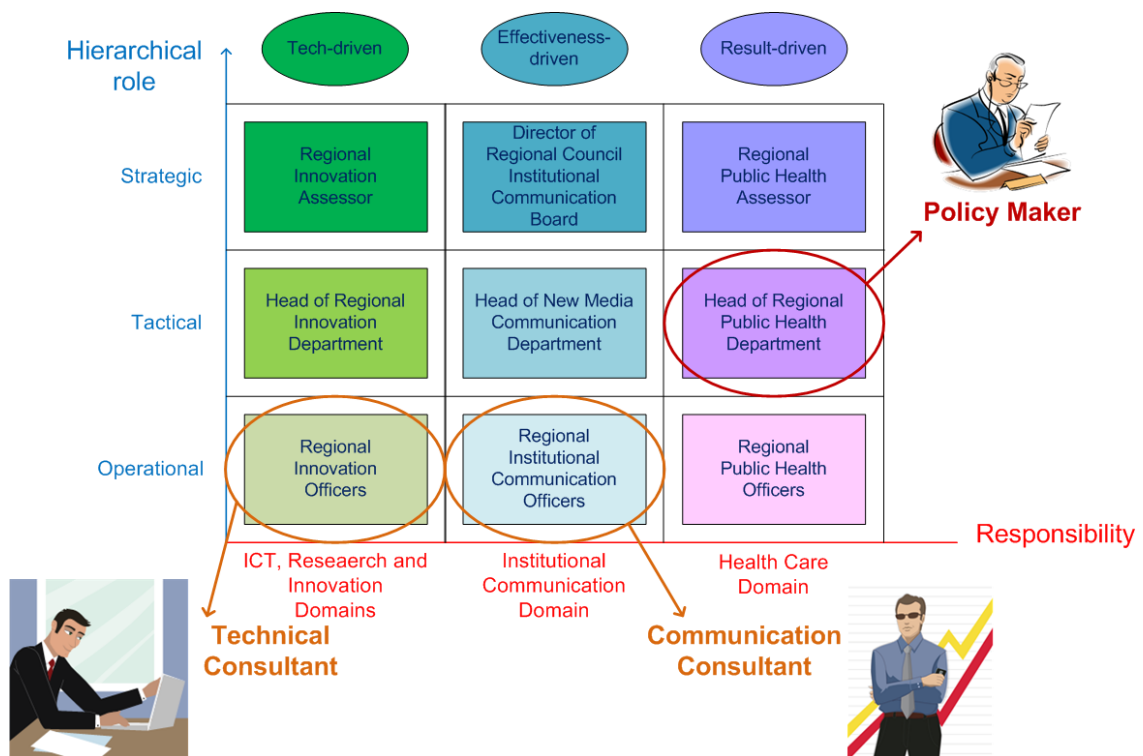 Hierarchical
role
Tech-driven
Effectiveness-
driven
Result-driven
Strategic
Regional
Innovation
Assessor
Director of
Regional Council
Institutional
Communication
Board
Regional
Public Health
Assessor
Policy Maker
Tactical
Head of Regional
Innovation
Department
Head of New Media
Communication
Department
Head of Regional
Public Health
Department
Operational
Regional
Innovation
Officers
Regional
Institutional
Communication
Officers
Regional
Public Health
Officers
Responsibility
ICT, Reseearch and
Innovation
Domains
Institutional
Communication
Domain
Health Care
Domain
Technical
Consultant
Communication
Consultant